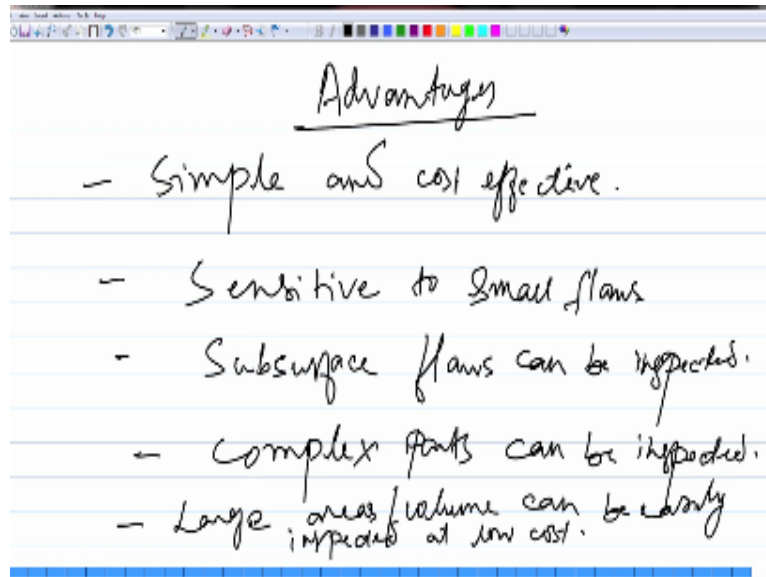 Advantages
- Simple and cost effective.
- Sensitive to small flaws
- Subsurface flaws can be inspected.
- Complex parts can be inspected.
- Large areas/volume can be easily
inspected at low cost.